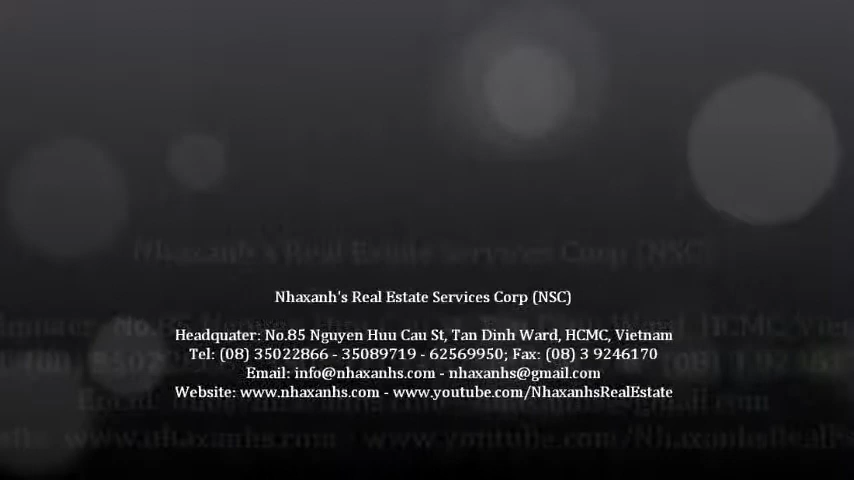 Nhaxanh's Real Estate Services Corp (NSC)
Headquater: No.85 Nguyen Huu Cau St, Tan Dinh Ward, HCMC, Vietnam
Tel: (08) 35022866 - 35089719 - 62569950; Fax: (08) 3 9246170
Email: info@nhaxanhs.com - nhaxanhs@gmail.com
Website: www.nhaxanhs.com - www.youtube.com/NhaxanhsRealEstate